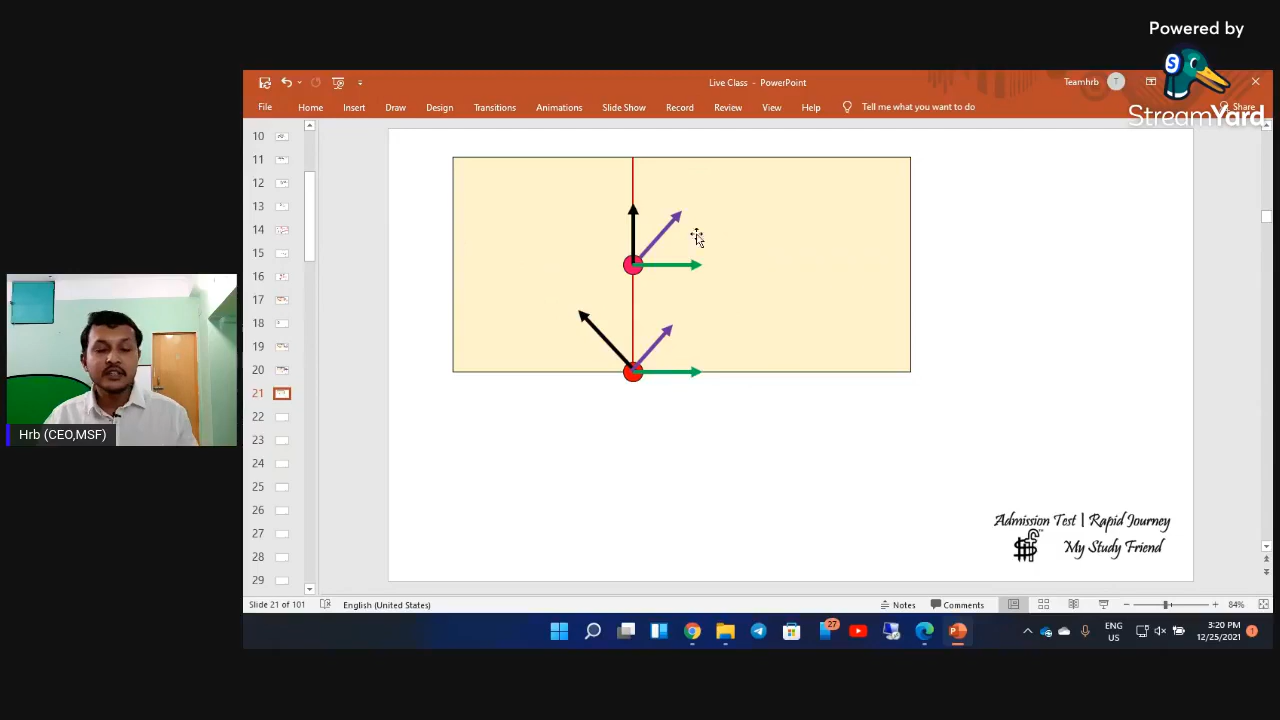 Powered by
StreamYard
Live Class - PowerPoint
Teamhrb
T
File Home Insert Draw Design Transitions Animations Slide Show Record Review View Help Tell me what you want to do
Share
10
11
12
13
14
15
16
17
18
19
20
21
22
23
24
25
26
27
28
29
Hrb (CEO,MSF)
Admission Test | Rapid Journey
My Study Friend
Slide 21 of 101 English (United States) Notes Comments 84%
27
ENG
US
3:20 PM
12/25/2021
1